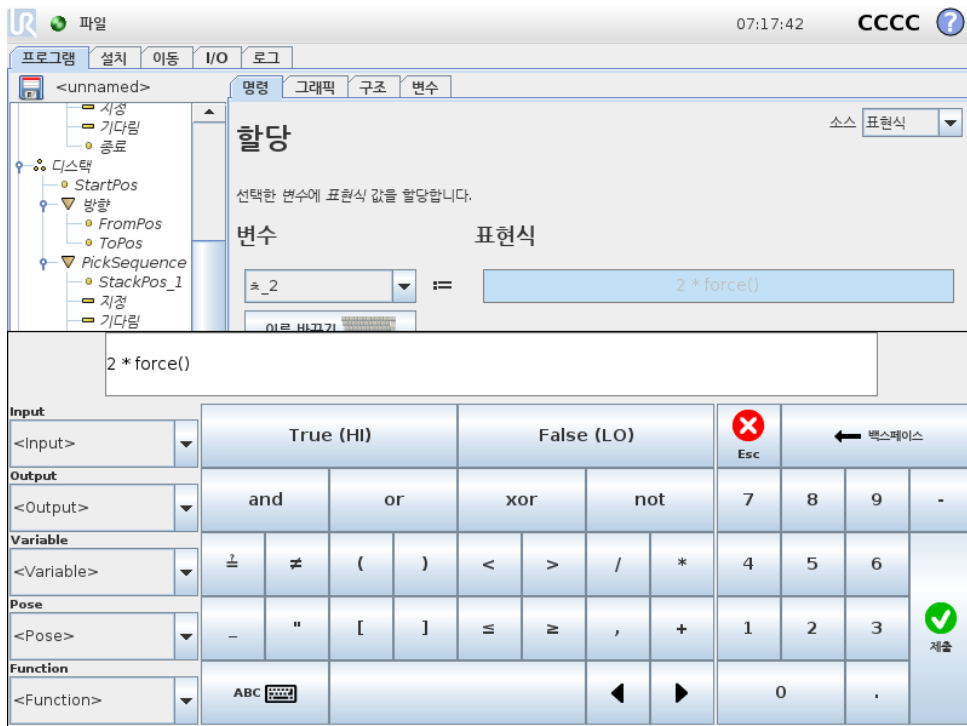 UR 파일 07:17:42 CCCC ?
프로그램 설치 이동 I/O 로그
<unnamed>
명령 그래픽 구조 변수
지정
기다림
종료
디스택
StartPos
방향
FromPos
ToPos
PickSequence
StackPos_1
지정
기다림
할당
소스 표현식
선택한 변수에 표현식 값을 할당합니다.
변수 표현식
ㅊ_2 := 2 * force()
이름 바꾸기
2 * force()
Input
<Input>
Output
<Output>
Variable
<Variable>
Pose
<Pose>
Function
<Function>
True (HI) False (LO) Esc 백스페이스
and or xor not 7 8 9 -
≟ ≠ ( ) < > / * 4 5 6
_ " [ ] ≤ ≥ , + 1 2 3 제출
ABC 0 .